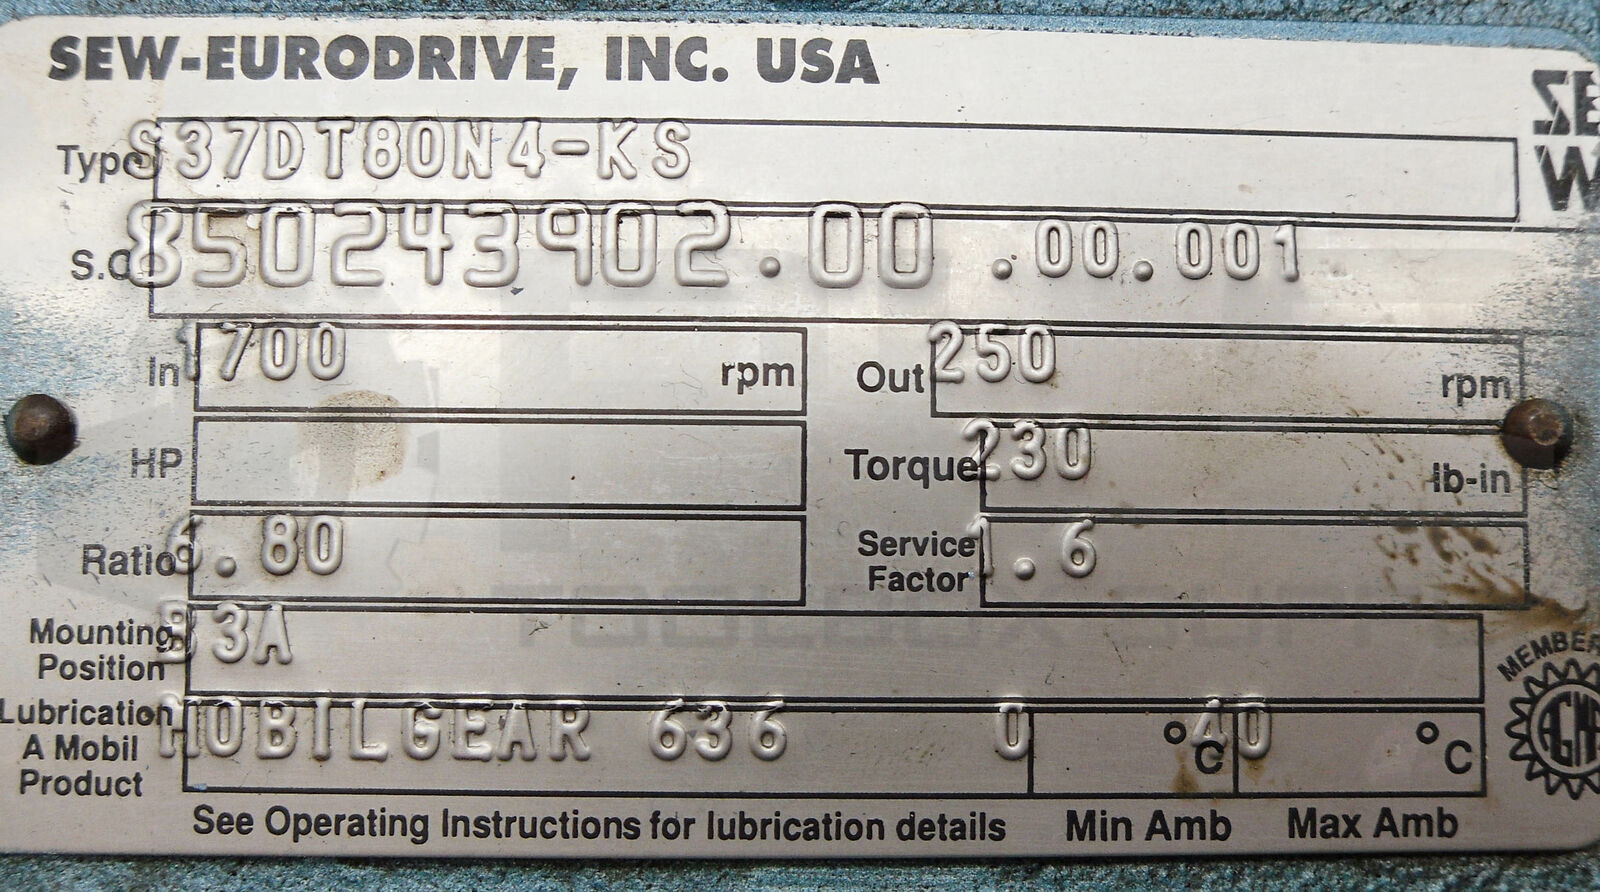 SEW-EURODRIVE, INC. USA
SEW
Type S37DT80N4-KS
S.O. 850243902.00.00.001
In 1700 rpm Out 250 rpm
HP Torque 230 lb-in
Ratio 6.80 Service Factor 1.6
Mounting Position B3A
Lubrication A Mobil Product MOBILGEAR 636 0 °C 40 °C
See Operating Instructions for lubrication details Min Amb Max Amb
MEMBER
AGMA